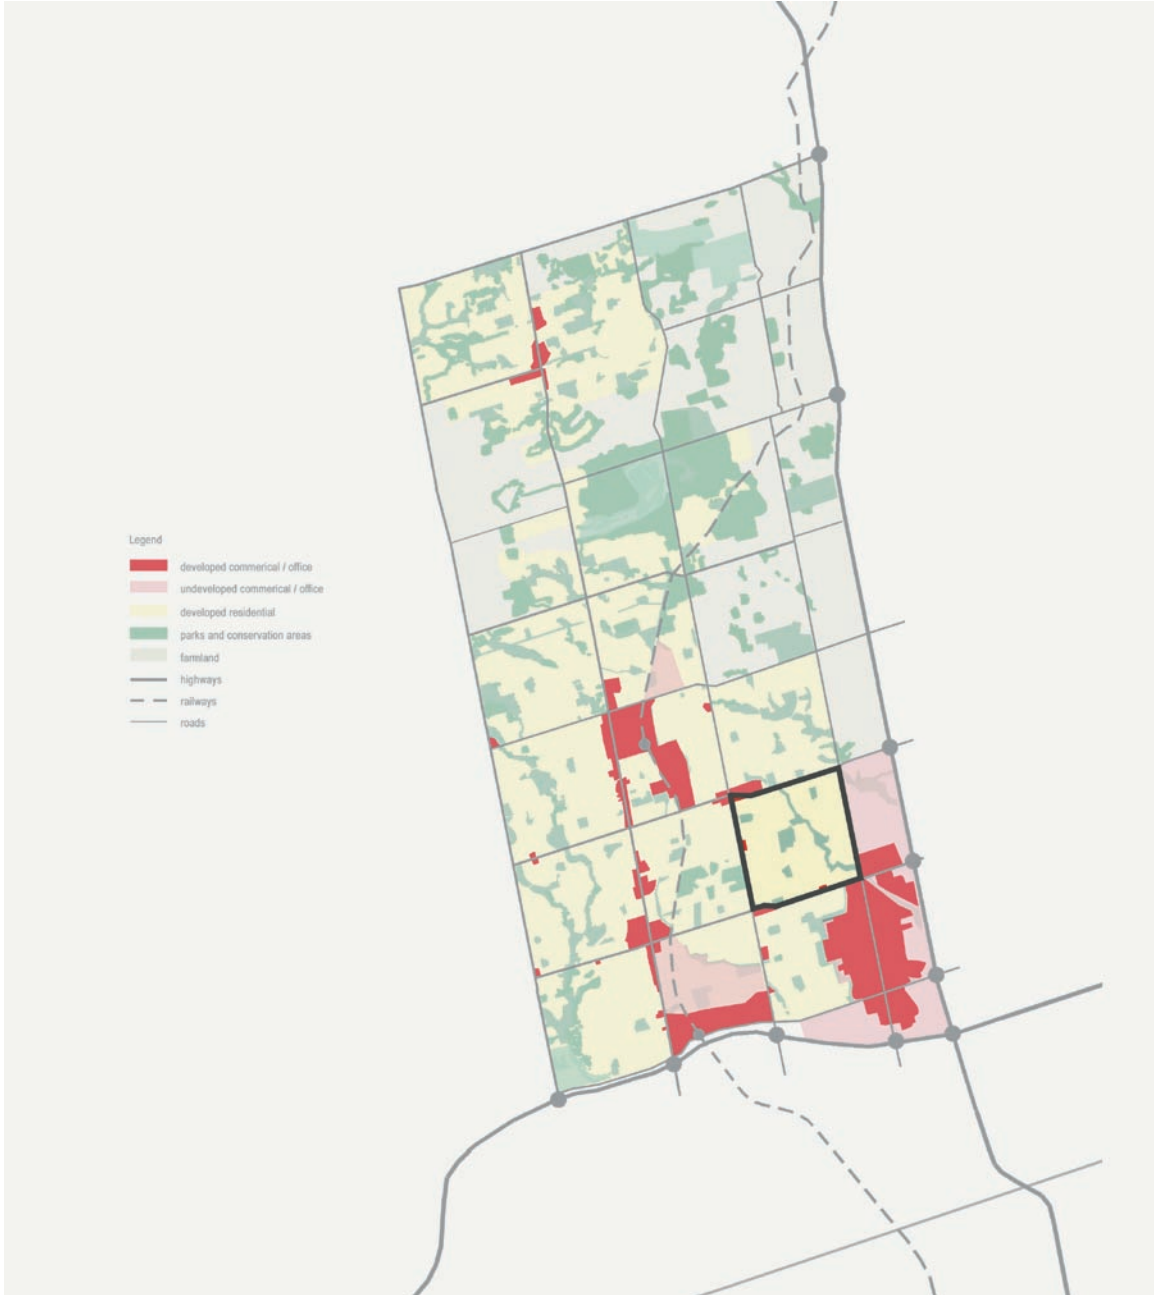 Legend
developed commerical / office
undeveloped commerical / office
developed residential
parks and conservation areas
farmland
highways
railways
roads